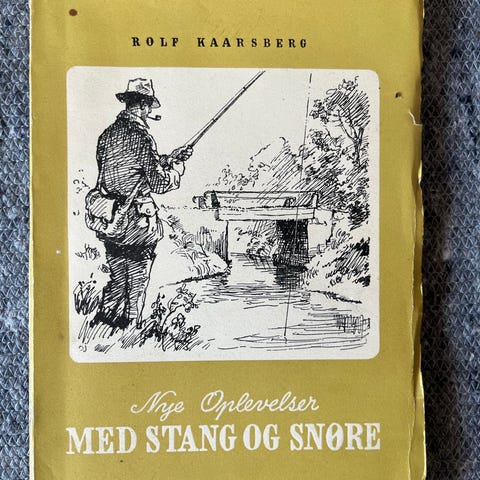 ROLF KAARSBERG
Nye Oplevelser
MED STANG OG SNØRE